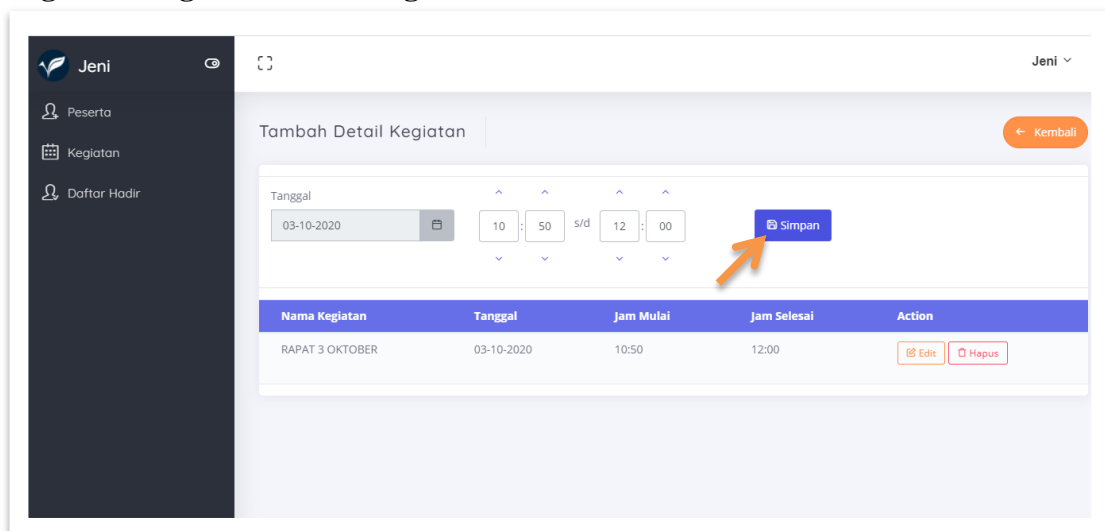 Jeni
Jeni
Peserta
Kegiatan
Daftar Hadir
Tambah Detail Kegiatan
Kembali
Tanggal
03-10-2020
10 : 50 s/d 12 : 00
Simpan
Nama Kegiatan Tanggal Jam Mulai Jam Selesai Action
RAPAT 3 OKTOBER 03-10-2020 10:50 12:00 Edit Hapus